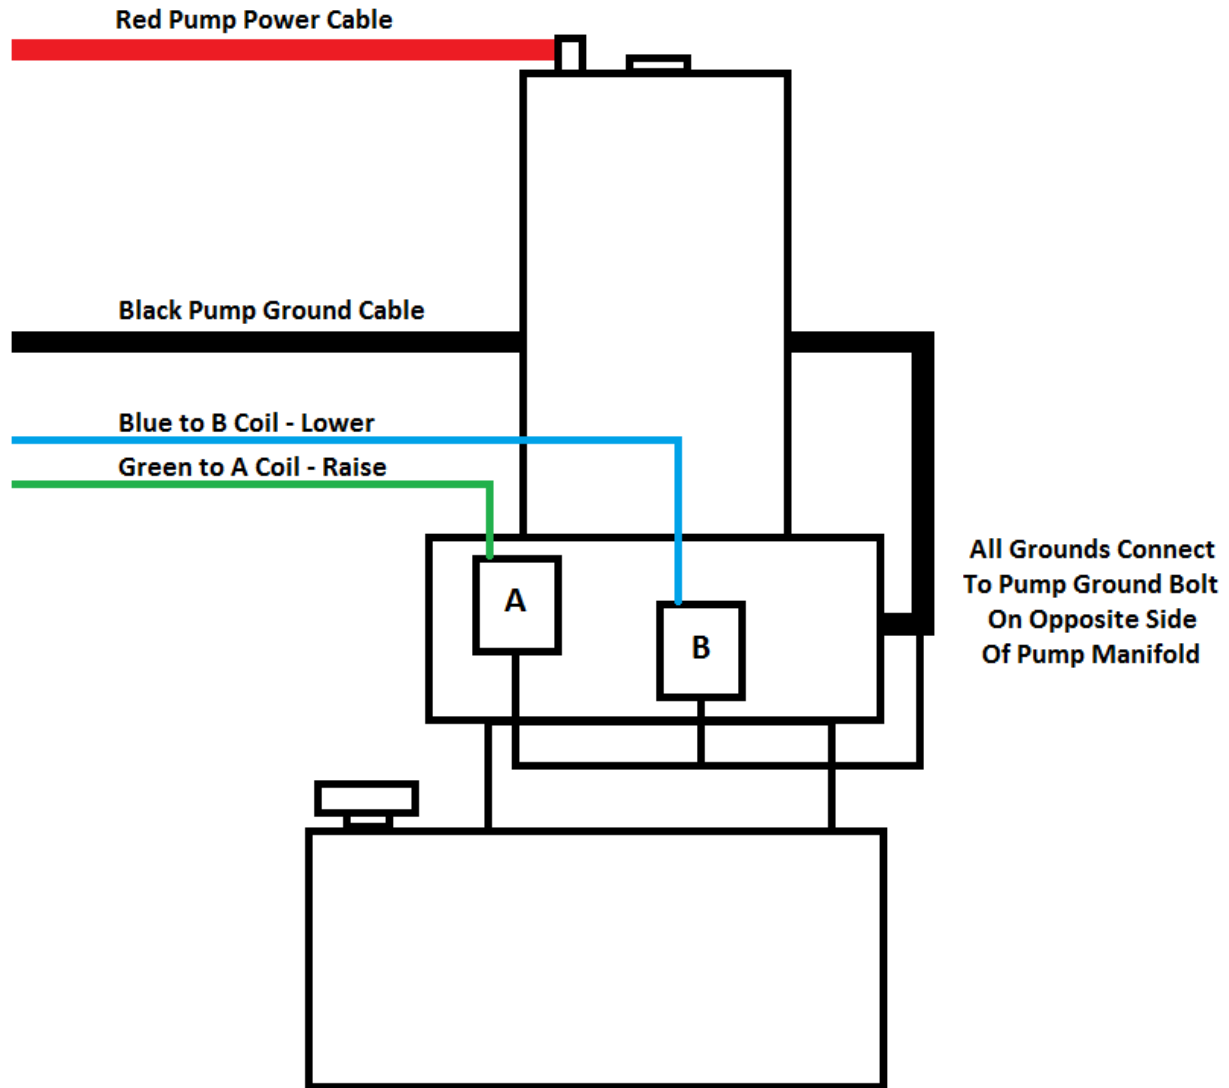 Red Pump Power Cable
Black Pump Ground Cable
Blue to B Coil - Lower
Green to A Coil - Raise
A
B
All Grounds Connect
To Pump Ground Bolt
On Opposite Side
Of Pump Manifold